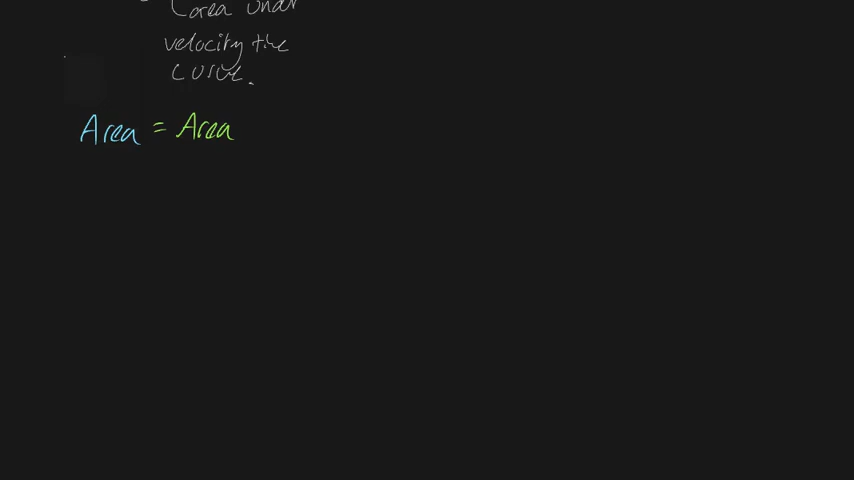 (area under
velocity the
curve.
Area = Area